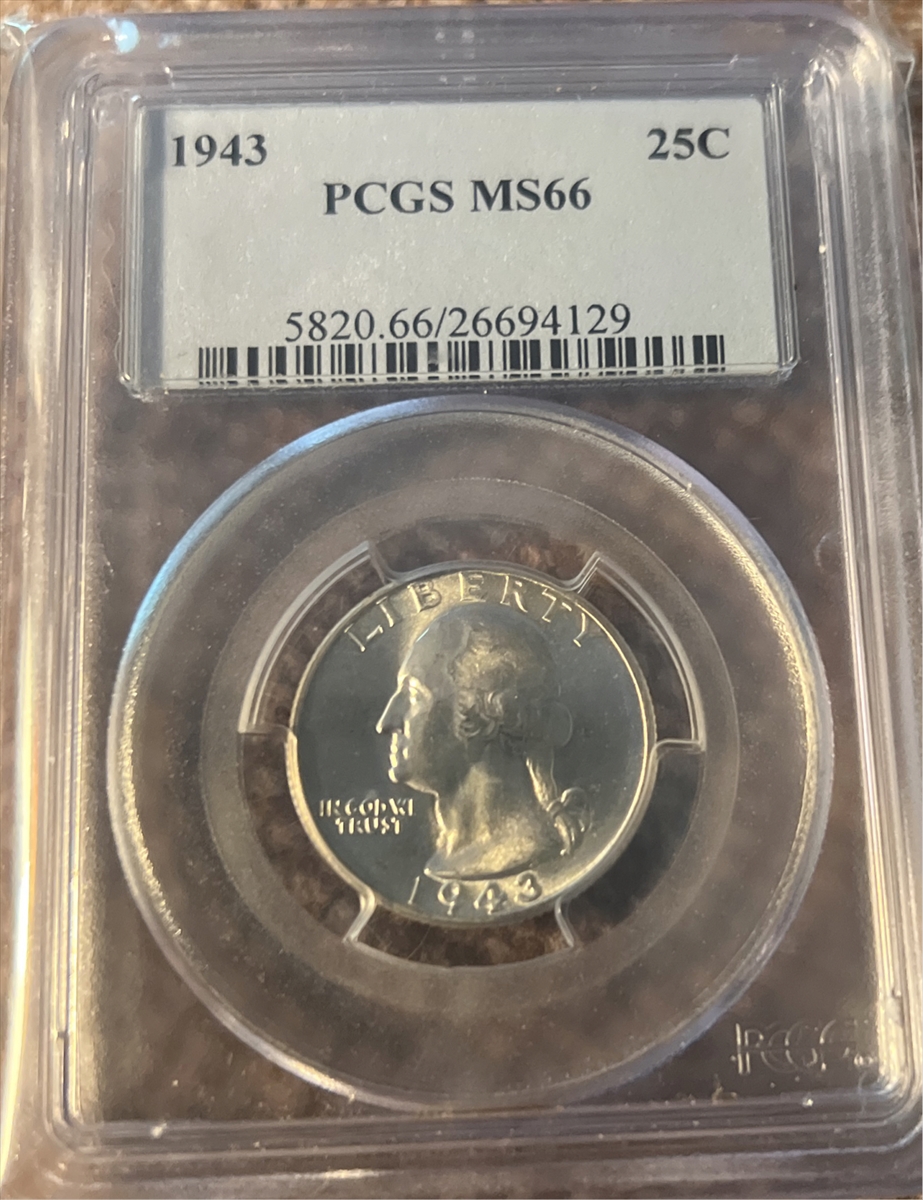 1943 25C
PCGS MS66
5820.66/26694129
LIBERTY
IN GOD WE
TRUST
1943
PCGS